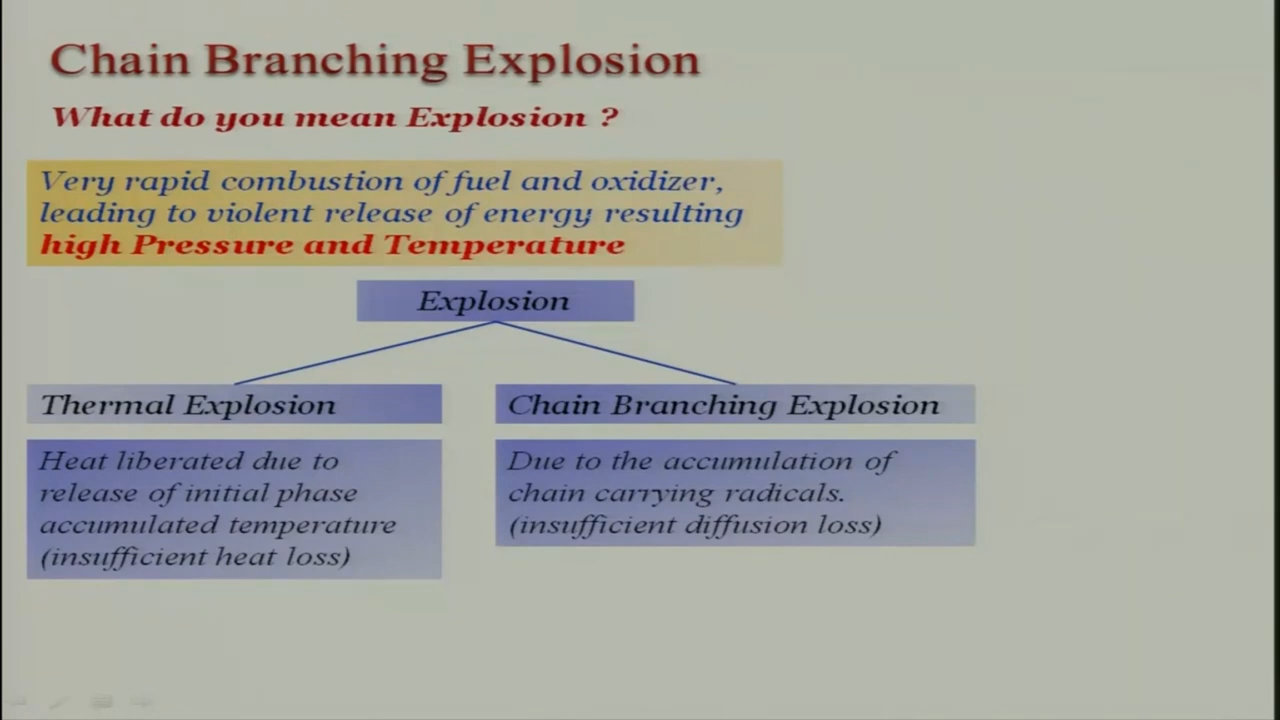 Chain Branching Explosion
What do you mean Explosion ?
Very rapid combustion of fuel and oxidizer,
leading to violent release of energy resulting
high Pressure and Temperature
Explosion
Thermal Explosion
Heat liberated due to
release of initial phase
accumulated temperature
(insufficient heat loss)
Chain Branching Explosion
Due to the accumulation of
chain carrying radicals.
(insufficient diffusion loss)